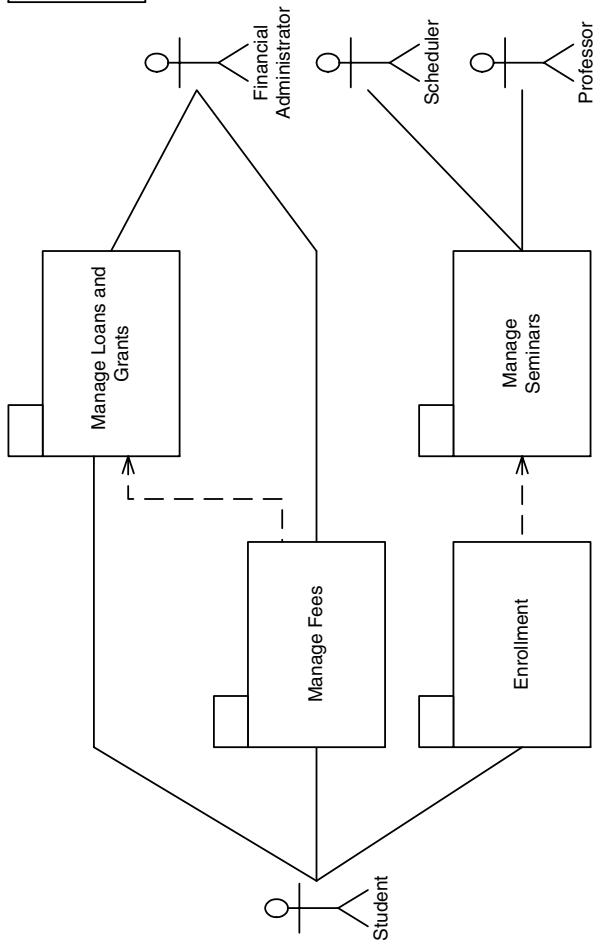 Student
Manage Loans and
Grants
Manage Fees
Enrollment
Manage
Seminars
Financial
Administrator
Scheduler
Professor